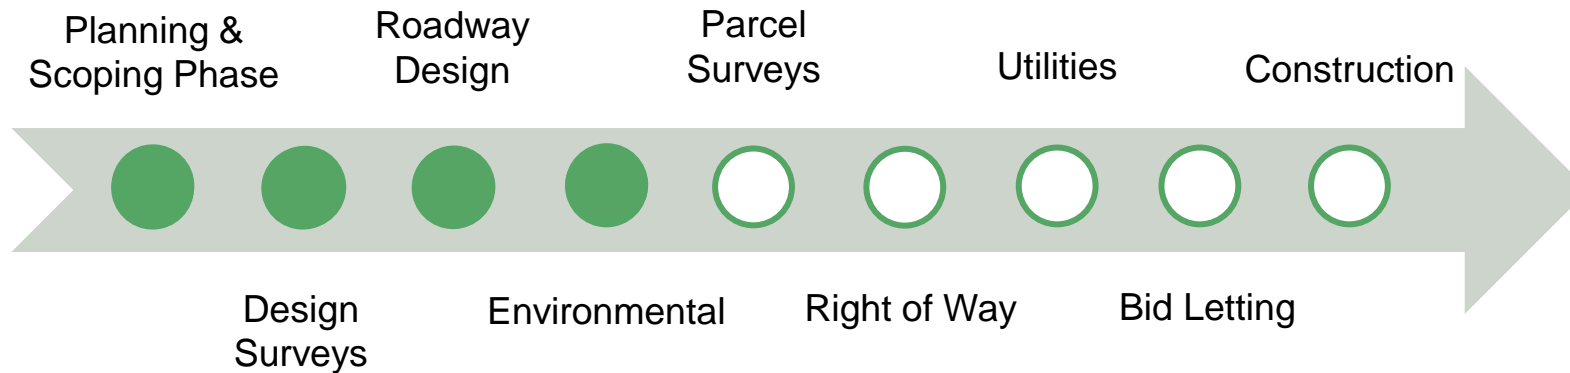 Planning &
Scoping Phase
Roadway
Design
Parcel
Surveys
Utilities
Construction
Design
Surveys
Environmental
Right of Way
Bid Letting